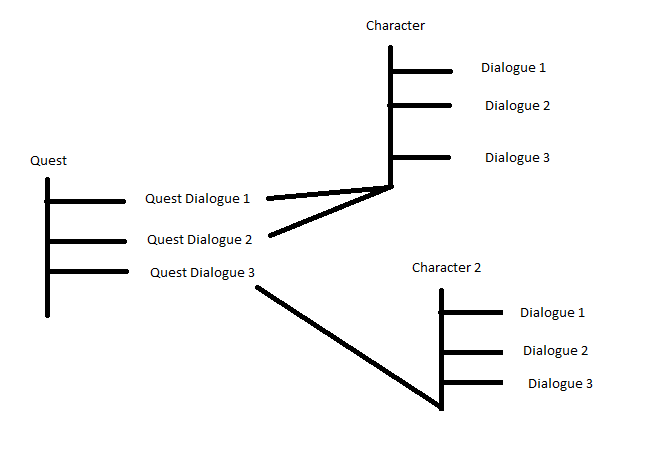 Character
Dialogue 1
Dialogue 2
Dialogue 3
Quest
Quest Dialogue 1
Quest Dialogue 2
Quest Dialogue 3
Character 2
Dialogue 1
Dialogue 2
Dialogue 3